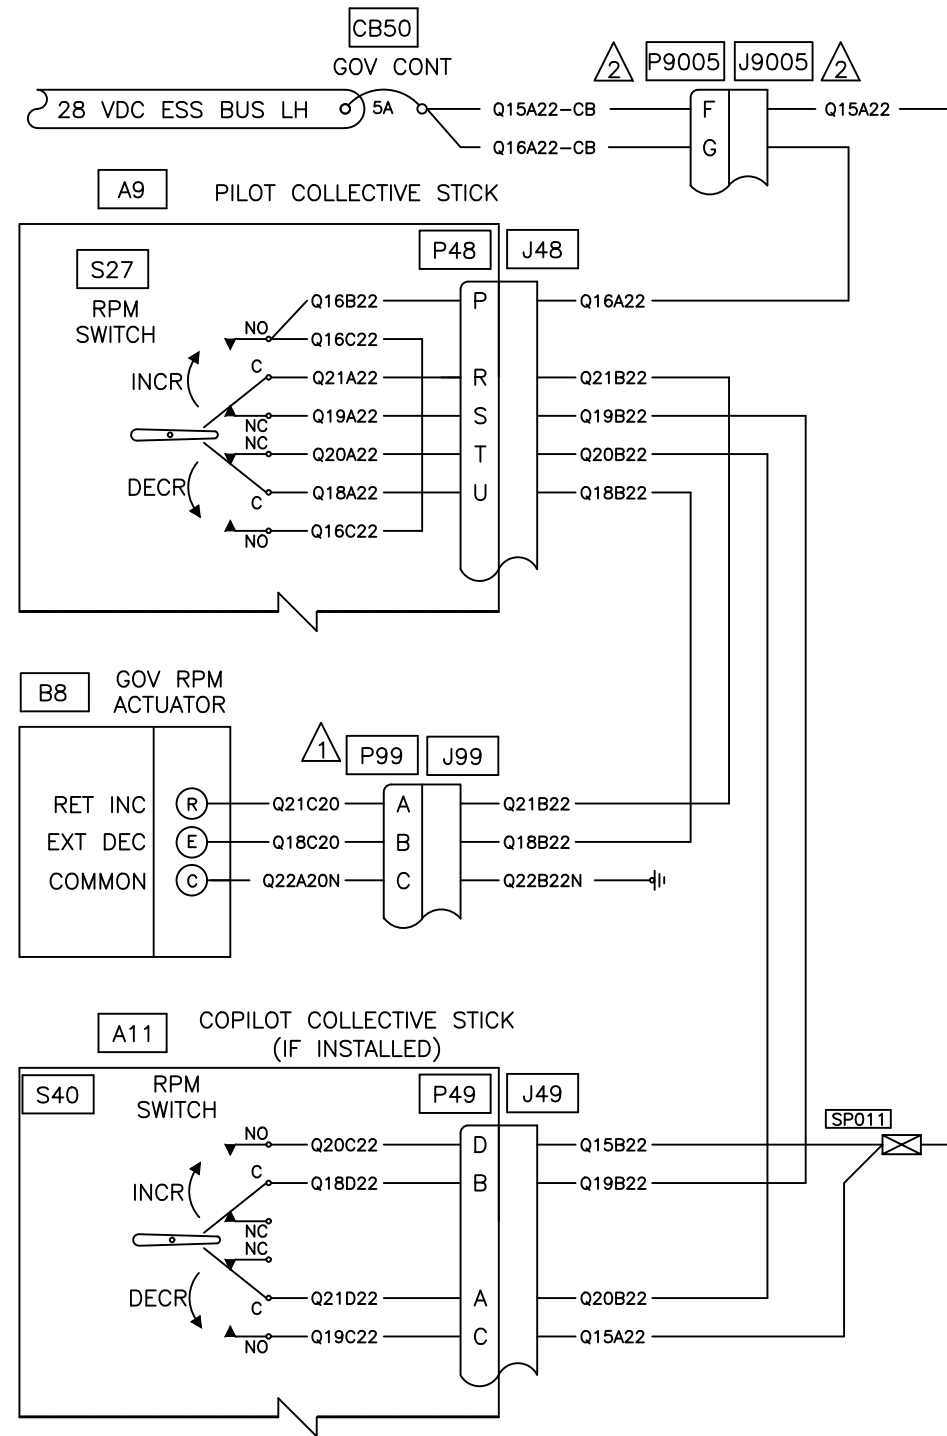 CB50
GOV CONT
28 VDC ESS BUS LH
5A
Q15A22-CB
Q16A22-CB
2
P9005
J9005
2
F
G
Q15A22
A9
PILOT COLLECTIVE STICK
S27
RPM
SWITCH
P48
J48
INCR
DECR
NO
C
NC
NC
C
NO
Q16B22
P
Q16A22
Q16C22
Q21A22
R
Q21B22
Q19A22
S
Q19B22
Q20A22
T
Q20B22
Q18A22
U
Q18B22
Q16C22
B8
GOV RPM
ACTUATOR
1
P99
J99
RET INC
R
Q21C20
A
Q21B22
EXT DEC
E
Q18C20
B
Q18B22
COMMON
C
Q22A20N
C
Q22B22N
A11
COPILOT COLLECTIVE STICK
(IF INSTALLED)
S40
RPM
SWITCH
P49
J49
SP011
INCR
DECR
NO
C
NC
NC
C
NO
Q20C22
D
Q15B22
Q18D22
B
Q19B22
Q21D22
A
Q20B22
Q19C22
C
Q15A22